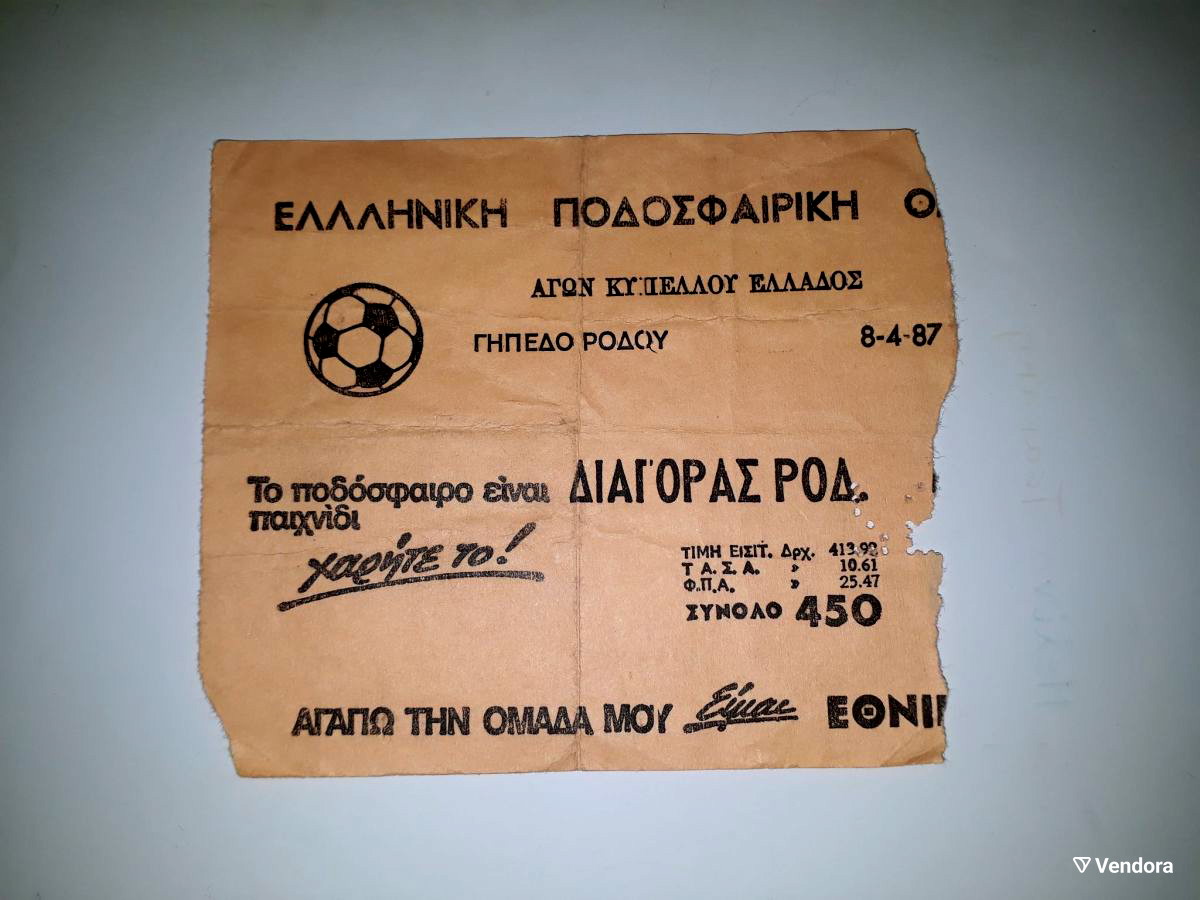 ΕΛΛΗΝΙΚΗ ΠΟΔΟΣΦΑΙΡΙΚΗ Ο
ΑΓΩΝ ΚΥΠΕΛΛΟΥ ΕΛΛΑΔΟΣ
ΓΗΠΕΔΟ ΡΟΔΟΥ 8-4-87
Το ποδόσφαιρο είναι
παιχνίδι
χαρήτε το!
ΔΙΑΓΟΡΑΣ ΡΟΔ.
ΤΙΜΗ ΕΙΣΙΤ. Δρχ. 413.92
Τ Α.Σ.Α. » 10.61
Φ.Π.Α. » 25.47
ΣΥΝΟΛΟ 450
ΑΓΑΠΩ ΤΗΝ ΟΜΑΔΑ ΜΟΥ Είμαι ΕΘΝΙ
Vendora